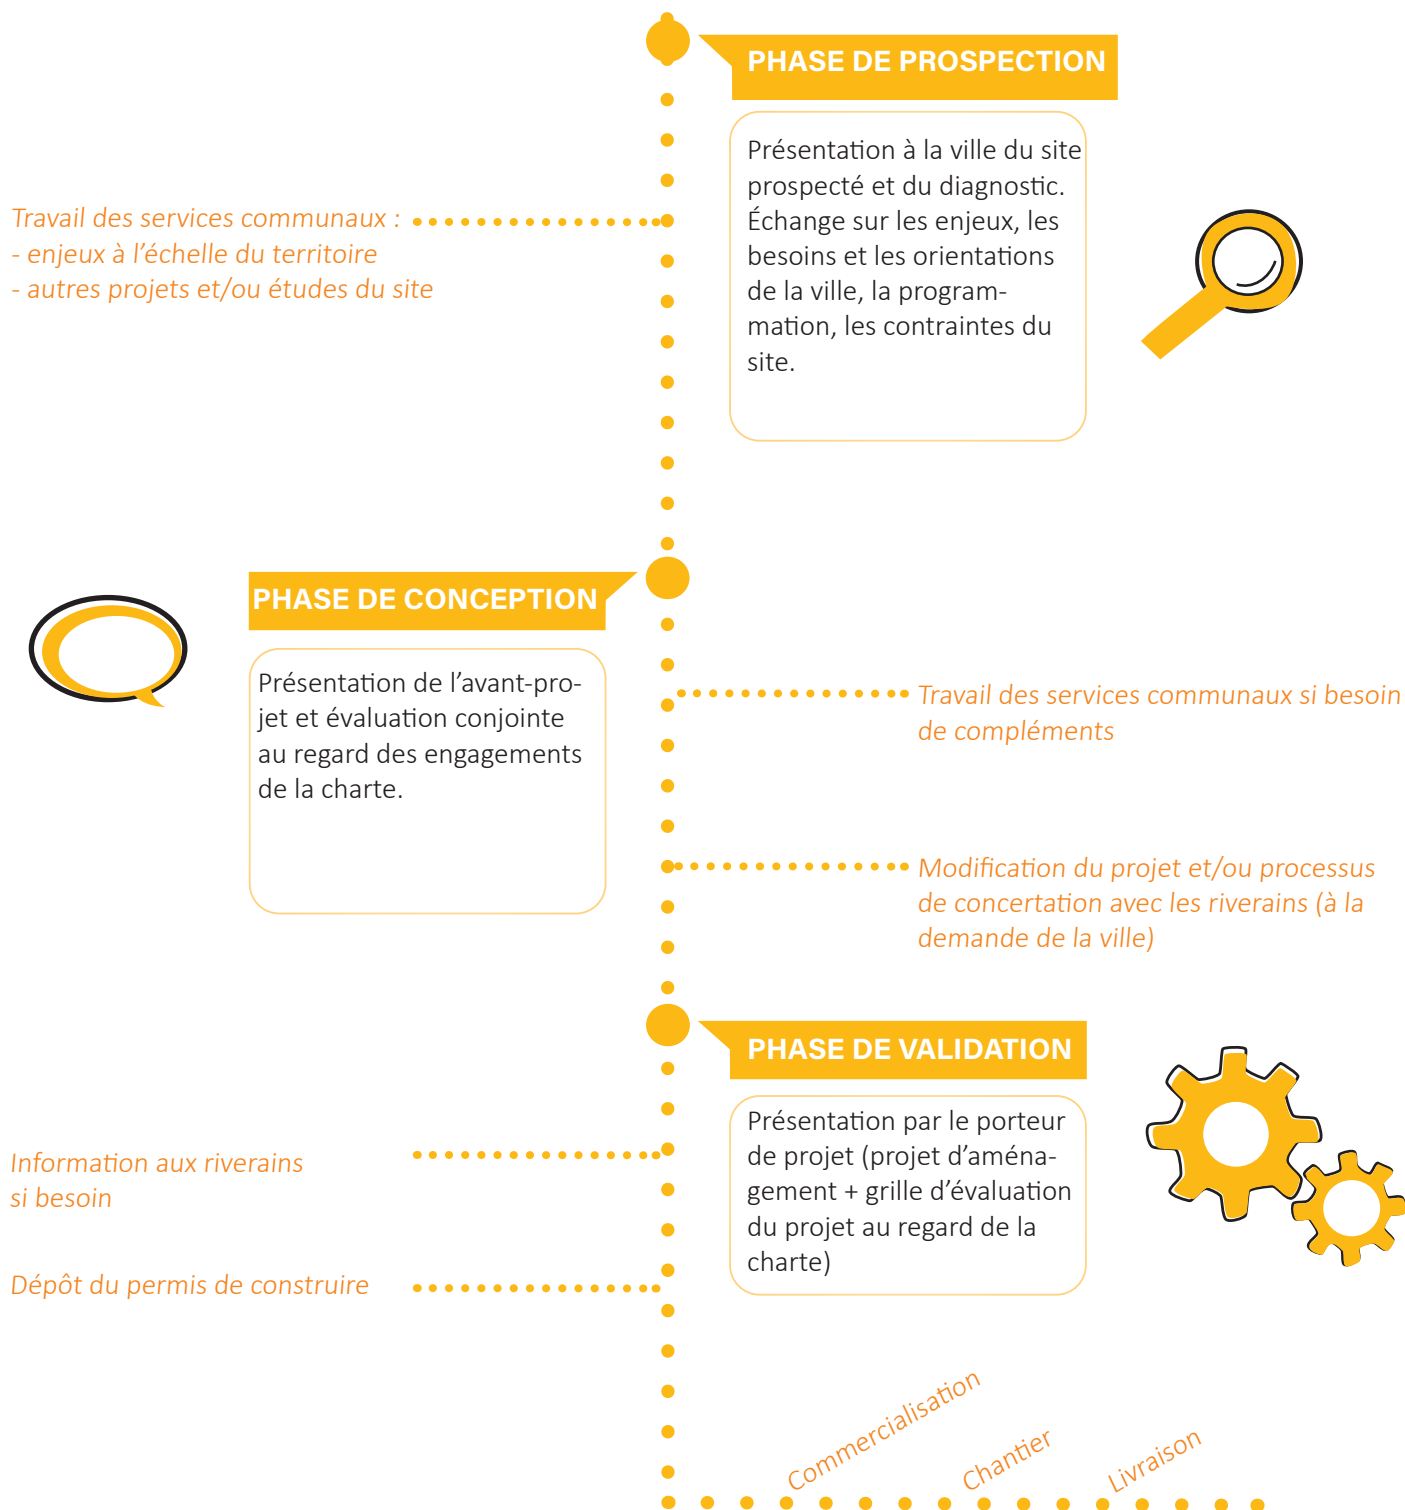 PHASE DE PROSPECTION
Présentation à la ville du site
prospecté et du diagnostic.
Échange sur les enjeux, les
besoins et les orientations
de la ville, la program-
mation, les contraintes du
site.
Travail des services communaux :
- enjeux à l'échelle du territoire
- autres projets et/ou études du site
PHASE DE CONCEPTION
Présentation de l'avant-pro-
jet et évaluation conjointe
au regard des engagements
de la charte.
Travail des services communaux si besoin
de compléments
Modification du projet et/ou processus
de concertation avec les riverains (à la
demande de la ville)
PHASE DE VALIDATION
Présentation par le porteur
de projet (projet d'aména-
gement + grille d'évaluation
du projet au regard de la
charte)
Information aux riverains
si besoin
Dépôt du permis de construire
Commercialisation
Chantier
Livraison